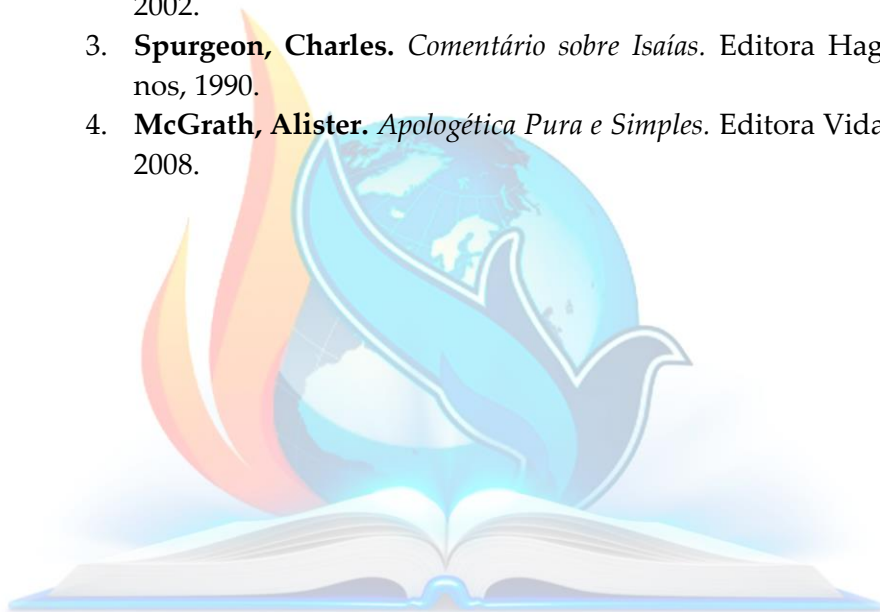 2002.
3. Spurgeon, Charles. Comentário sobre Isaías. Editora Hag
nos, 1990.
4. McGrath, Alister. Apologética Pura e Simples. Editora Vida
2008.